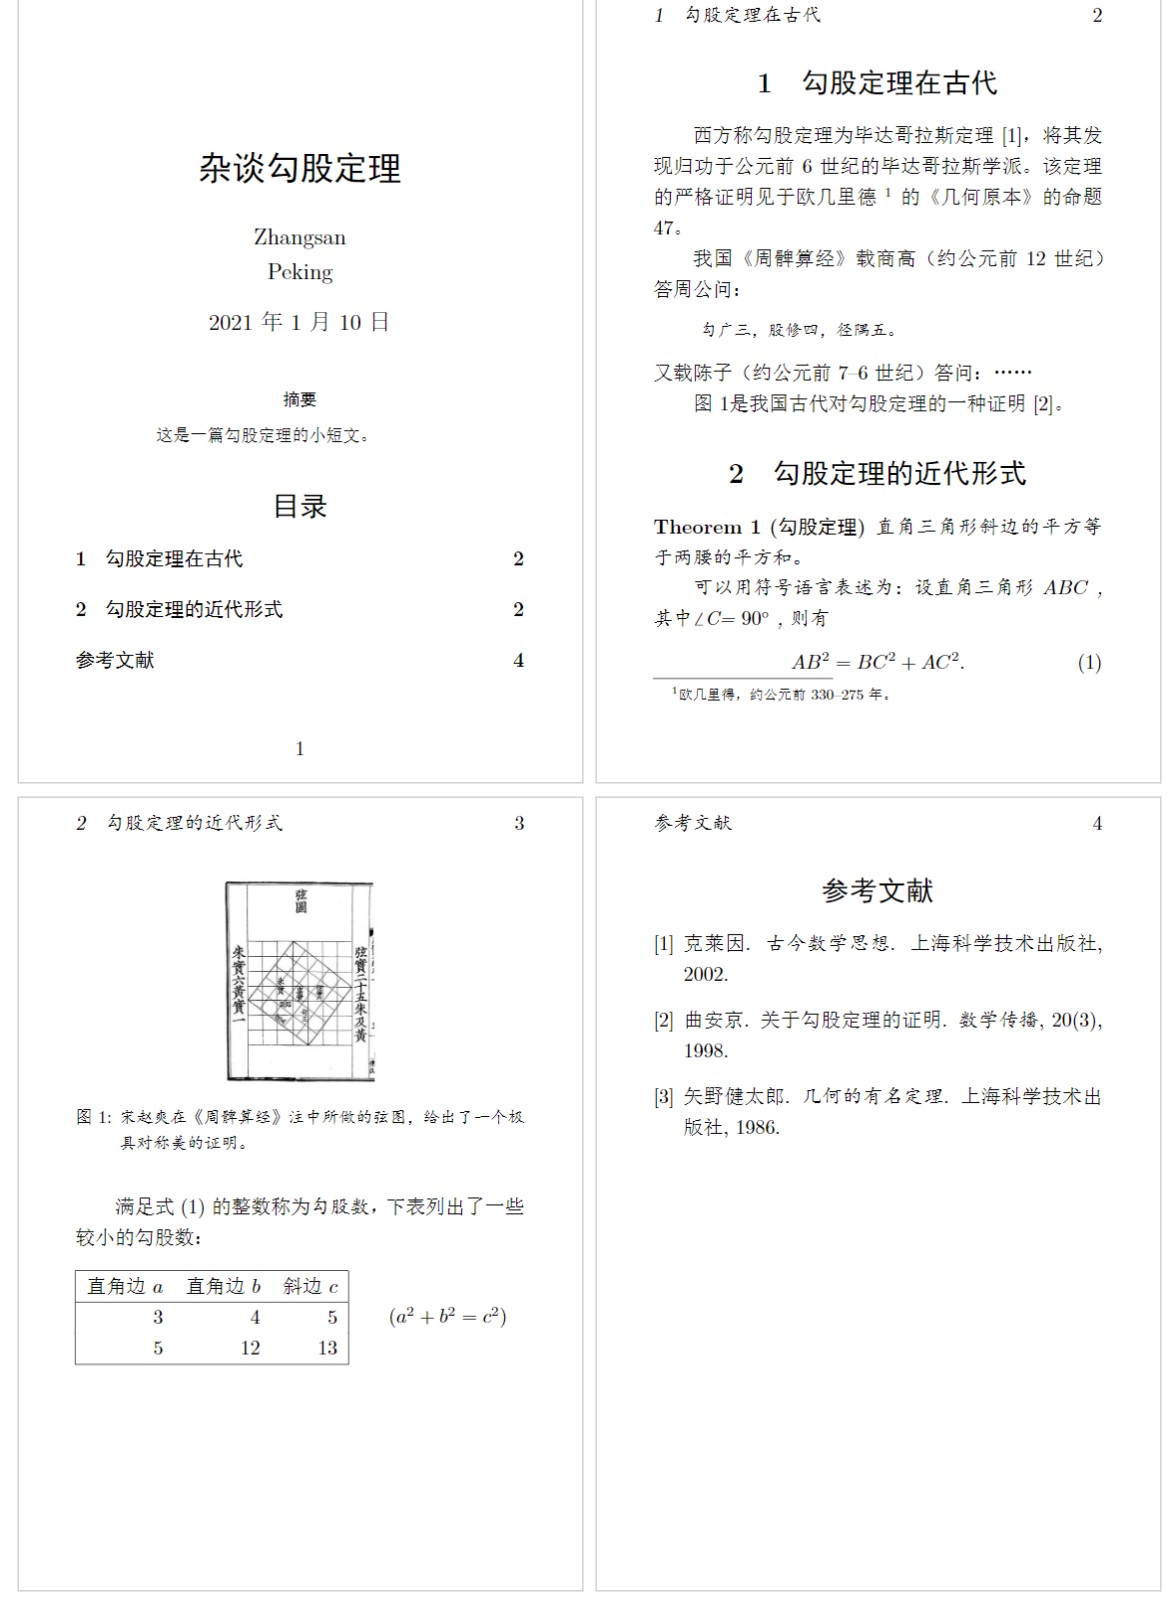 杂谈勾股定理
Zhangsan
Peking
2021 年 1 月 10 日
摘要
这是一篇勾股定理的小短文。
目录
1 勾股定理在古代 2
2 勾股定理的近代形式 2
参考文献 4
1
1 勾股定理在古代 2
1 勾股定理在古代
西方称勾股定理为毕达哥拉斯定理 [1]，将其发
现归功于公元前 6 世纪的毕达哥拉斯学派。该定理
的严格证明见于欧几里德 ¹ 的《几何原本》的命题
47。
我国《周髀算经》载商高（约公元前 12 世纪）
答周公问：
勾广三，股修四，径隅五。
又载陈子（约公元前 7–6 世纪）答问：……
图 1是我国古代对勾股定理的一种证明 [2]。
2 勾股定理的近代形式
Theorem 1 (勾股定理) 直角三角形斜边的平方等
于两腰的平方和。
可以用符号语言表述为：设直角三角形 ABC ，
其中∠C= 90° ，则有
AB² = BC² + AC². (1)
¹欧几里得，约公元前 330–275 年。
2 勾股定理的近代形式 3
弦圖
朱實六黃實一
弦實二十五朱及黃
图 1: 宋赵爽在《周髀算经》注中所做的弦图，给出了一个极
具对称美的证明。
满足式 (1) 的整数称为勾股数，下表列出了一些
较小的勾股数：
直角边 a 直角边 b 斜边 c
3 4 5
5 12 13
(a² + b² = c²)
参考文献 4
参考文献
[1] 克莱因. 古今数学思想. 上海科学技术出版社,
2002.
[2] 曲安京. 关于勾股定理的证明. 数学传播, 20(3),
1998.
[3] 矢野健太郎. 几何的有名定理. 上海科学技术出
版社, 1986.